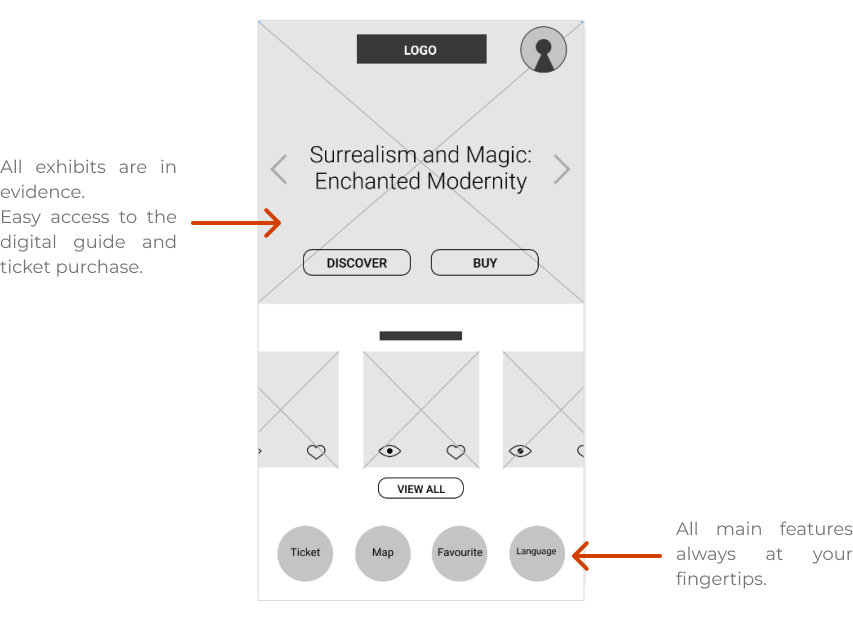 LOGO
All exhibits are in
evidence.
Easy access to the
digital guide and
ticket purchase.
Surrealism and Magic:
Enchanted Modernity
DISCOVER
BUY
VIEW ALL
Ticket
Map
Favourite
Language
All main features
always at your
fingertips.